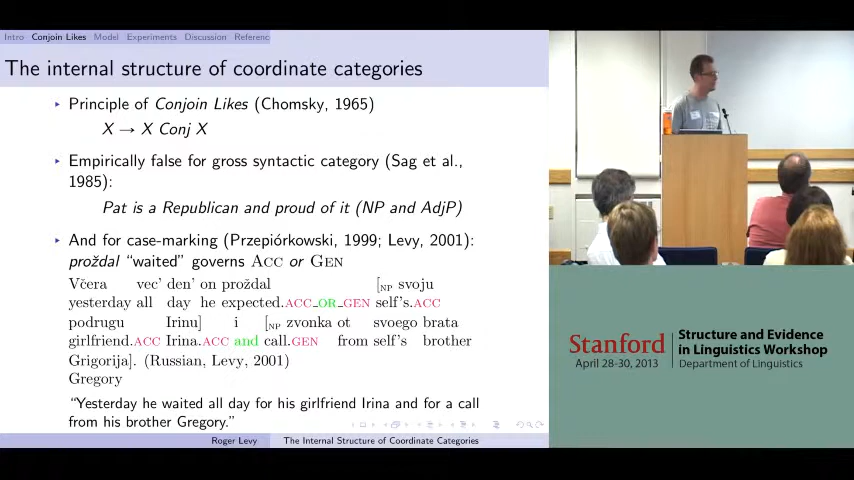 Intro Conjoin Likes Model Experiments Discussion Referenc
The internal structure of coordinate categories
Principle of Conjoin Likes (Chomsky, 1965)
X → X Conj X
Empirically false for gross syntactic category (Sag et al.,
1985):
Pat is a Republican and proud of it (NP and AdjP)
And for case-marking (Przepiórkowski, 1999; Levy, 2001):
proždal “waited” governs ACC or GEN
Včera vec' den' on proždal [NP svoju
yesterday all day he expected.ACC_OR_GEN self's.ACC
podrugu Irinu] i [NP zvonka ot svoego brata
girlfriend.ACC Irina.ACC and call.GEN from self's brother
Grigorija]. (Russian, Levy, 2001)
Gregory
“Yesterday he waited all day for his girlfriend Irina and for a call
from his brother Gregory.”
Roger Levy The Internal Structure of Coordinate Categories
Stanford
April 28-30, 2013
Structure and Evidence
in Linguistics Workshop
Department of Linguistics